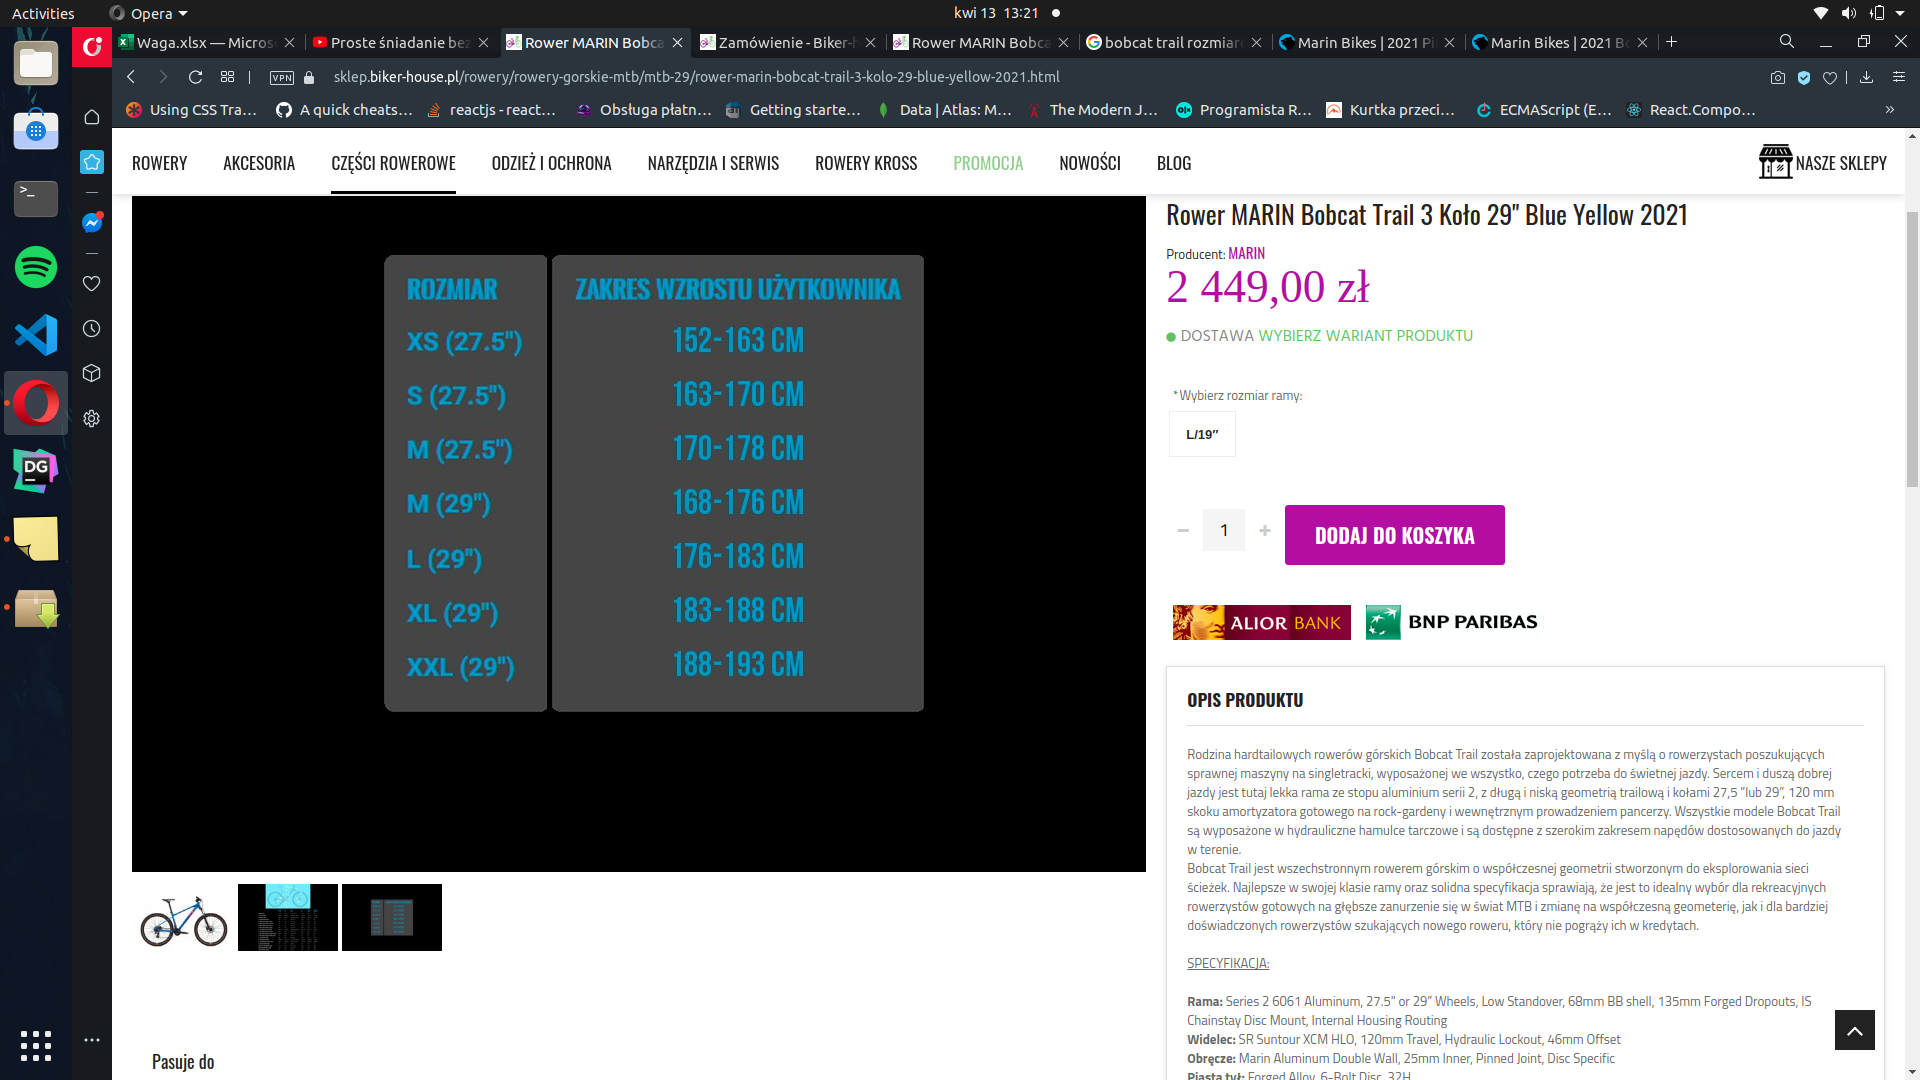 Activities
Opera
kwi 13 13:21
Waga.xlsx — Micros
Proste śniadanie bez
Rower MARIN Bobca
Zamówienie - Biker-h
Rower MARIN Bobca
bobcat trail rozmiar
Marin Bikes | 2021 Pi
Marin Bikes | 2021 Bo
VPN
sklep.biker-house.pl/rowery/rowery-gorskie-mtb/mtb-29/rower-marin-bobcat-trail-3-kolo-29-blue-yellow-2021.html
Using CSS Tra…
A quick cheats…
reactjs - react…
Obsługa płatn…
Getting starte…
Data | Atlas: M…
The Modern J…
Programista R…
Kurtka przeci…
ECMAScript (E…
React.Compo…
ROWERY
AKCESORIA
CZĘŚCI ROWEROWE
ODZIEŻ I OCHRONA
NARZĘDZIA I SERWIS
ROWERY KROSS
PROMOCJA
NOWOŚCI
BLOG
NASZE SKLEPY
ROZMIAR ZAKRES WZROSTU UŻYTKOWNIKA
XS (27.5") 152-163 CM
S (27.5") 163-170 CM
M (27.5") 170-178 CM
M (29") 168-176 CM
L (29") 176-183 CM
XL (29") 183-188 CM
XXL (29") 188-193 CM
Rower MARIN Bobcat Trail 3 Koło 29" Blue Yellow 2021
Producent: MARIN
2 449,00 zł
DOSTAWA WYBIERZ WARIANT PRODUKTU
*Wybierz rozmiar ramy:
L/19″
− 1 +
DODAJ DO KOSZYKA
ALIOR BANK
BNP PARIBAS
OPIS PRODUKTU
Rodzina hardtailowych rowerów górskich Bobcat Trail została zaprojektowana z myślą o rowerzystach poszukujących
sprawnej maszyny na singletracki, wyposażonej we wszystko, czego potrzeba do świetnej jazdy. Sercem i duszą dobrej
jazdy jest tutaj lekka rama ze stopu aluminium serii 2, z długą i niską geometrią trailową i kołami 27,5 ”lub 29”, 120 mm
skoku amortyzatora gotowego na rock-gardeny i wewnętrznym prowadzeniem pancerzy. Wszystkie modele Bobcat Trail
są wyposażone w hydrauliczne hamulce tarczowe i są dostępne z szerokim zakresem napędów dostosowanych do jazdy
w terenie.
Bobcat Trail jest wszechstronnym rowerem górskim o współczesnej geometrii stworzonym do eksplorowania sieci
ścieżek. Najlepsze w swojej klasie ramy oraz solidna specyfikacja sprawiają, że jest to idealny wybór dla rekreacyjnych
rowerzystów gotowych na głębsze zanurzenie się w świat MTB i zmianę na współczesną geometerię, jak i dla bardziej
doświadczonych rowerzystów szukających nowego roweru, który nie pogrąży ich w kredytach.
SPECYFIKACJA:
Rama: Series 2 6061 Aluminum, 27.5" or 29” Wheels, Low Standover, 68mm BB shell, 135mm Forged Dropouts, IS
Chainstay Disc Mount, Internal Housing Routing
Widelec: SR Suntour XCM HLO, 120mm Travel, Hydraulic Lockout, 46mm Offset
Obręcze: Marin Aluminum Double Wall, 25mm Inner, Pinned Joint, Disc Specific
Piasta tył: Forged Alloy, 6-Bolt Disc, 32H
Pasuje do
DG